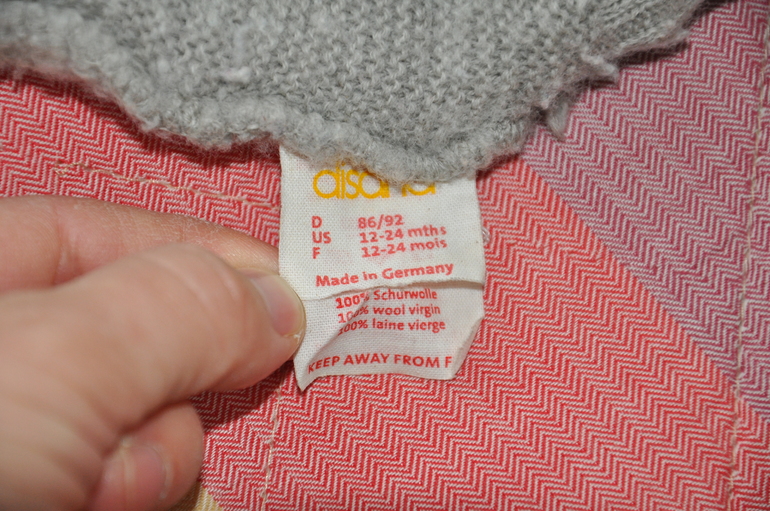 disana
D 86/92
US 12-24 mths
F 12-24 mois
Made in Germany
100% Schurwolle
100% wool virgin
100% laine vierge
KEEP AWAY FROM F